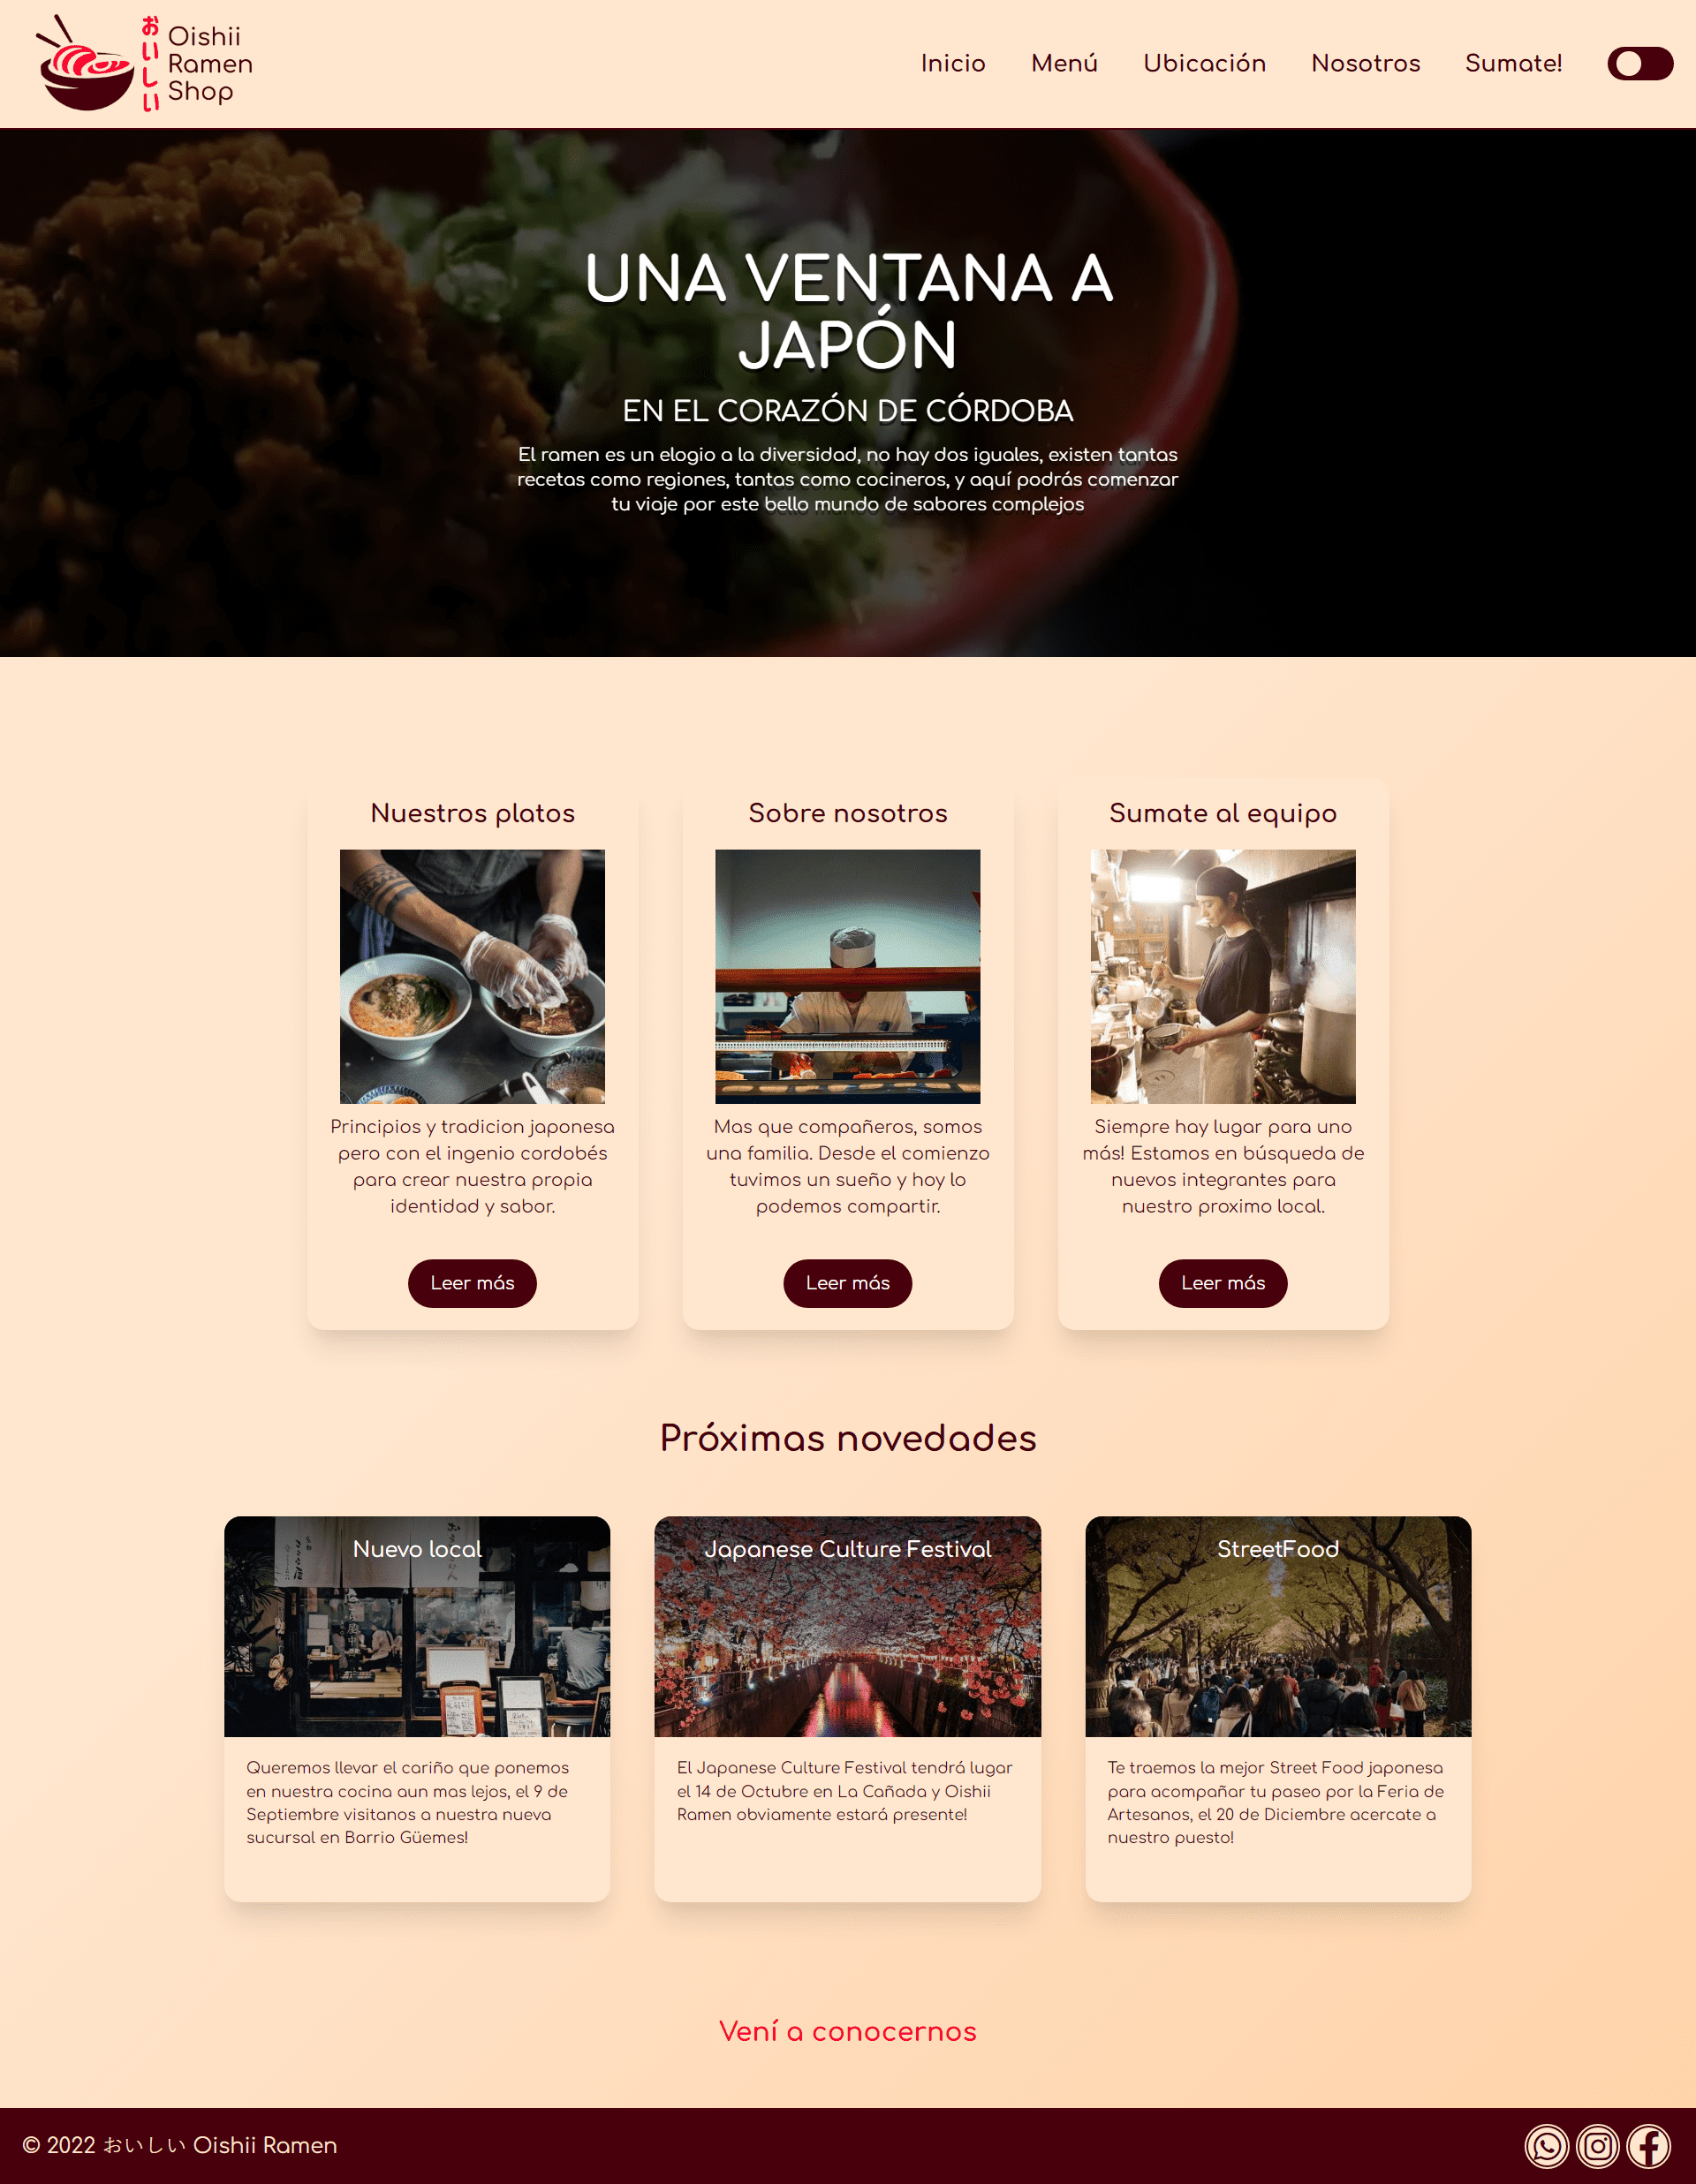 おいしい
Oishii
Ramen
Shop
Inicio Menú Ubicación Nosotros Sumate!
UNA VENTANA A
JAPÓN
EN EL CORAZÓN DE CÓRDOBA
El ramen es un elogio a la diversidad, no hay dos iguales, existen tantas
recetas como regiones, tantas como cocineros, y aquí podrás comenzar
tu viaje por este bello mundo de sabores complejos
Nuestros platos
Principios y tradicion japonesa
pero con el ingenio cordobés
para crear nuestra propia
identidad y sabor.
Leer más
Sobre nosotros
Mas que compañeros, somos
una familia. Desde el comienzo
tuvimos un sueño y hoy lo
podemos compartir.
Leer más
Sumate al equipo
Siempre hay lugar para uno
más! Estamos en búsqueda de
nuevos integrantes para
nuestro proximo local.
Leer más
Próximas novedades
Nuevo local
Queremos llevar el cariño que ponemos
en nuestra cocina aun mas lejos, el 9 de
Septiembre visitanos a nuestra nueva
sucursal en Barrio Güemes!
Japanese Culture Festival
El Japanese Culture Festival tendrá lugar
el 14 de Octubre en La Cañada y Oishii
Ramen obviamente estará presente!
StreetFood
Te traemos la mejor Street Food japonesa
para acompañar tu paseo por la Feria de
Artesanos, el 20 de Diciembre acercate a
nuestro puesto!
Vení a conocernos
© 2022 おいしい Oishii Ramen